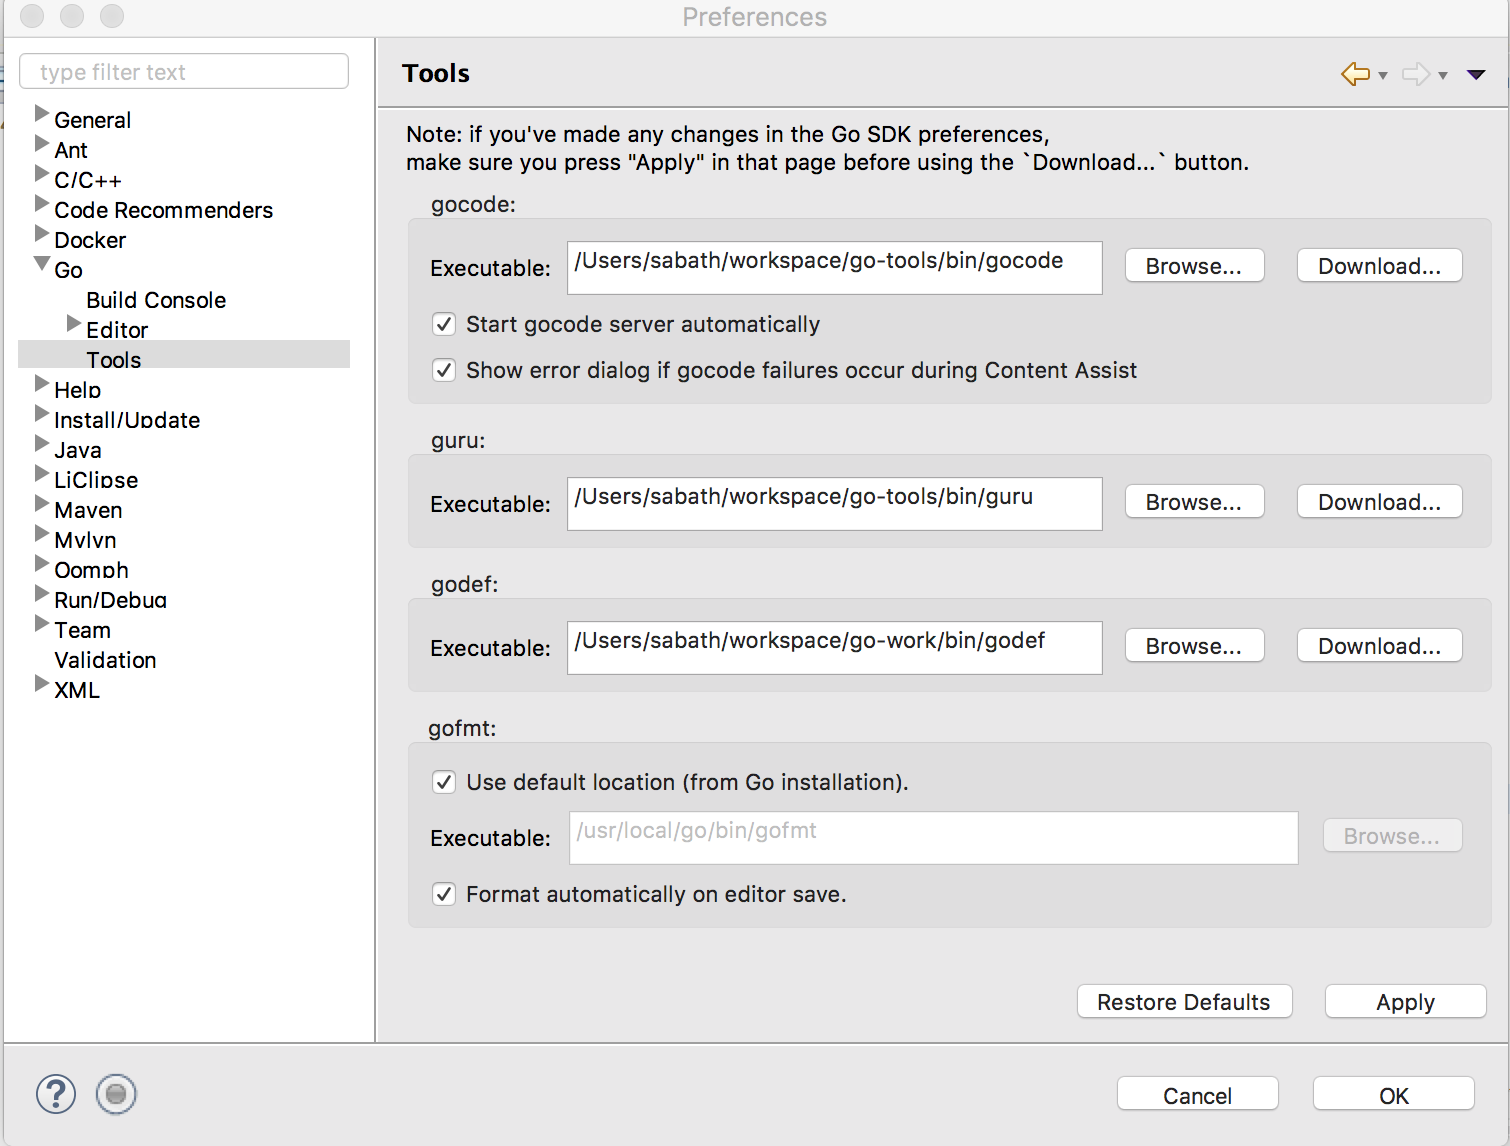 Preferences
type filter text
General
Ant
C/C++
Code Recommenders
Docker
Go
Build Console
Editor
Tools
Help
Install/Update
Java
LiClipse
Maven
Mylyn
Oomph
Run/Debug
Team
Validation
XML
Tools
Note: if you've made any changes in the Go SDK preferences,
make sure you press "Apply" in that page before using the `Download...` button.
gocode:
Executable: /Users/sabath/workspace/go-tools/bin/gocode Browse... Download...
Start gocode server automatically
Show error dialog if gocode failures occur during Content Assist
guru:
Executable: /Users/sabath/workspace/go-tools/bin/guru Browse... Download...
godef:
Executable: /Users/sabath/workspace/go-work/bin/godef Browse... Download...
gofmt:
Use default location (from Go installation).
Executable: /usr/local/go/bin/gofmt Browse...
Format automatically on editor save.
Restore Defaults Apply
? Cancel OK